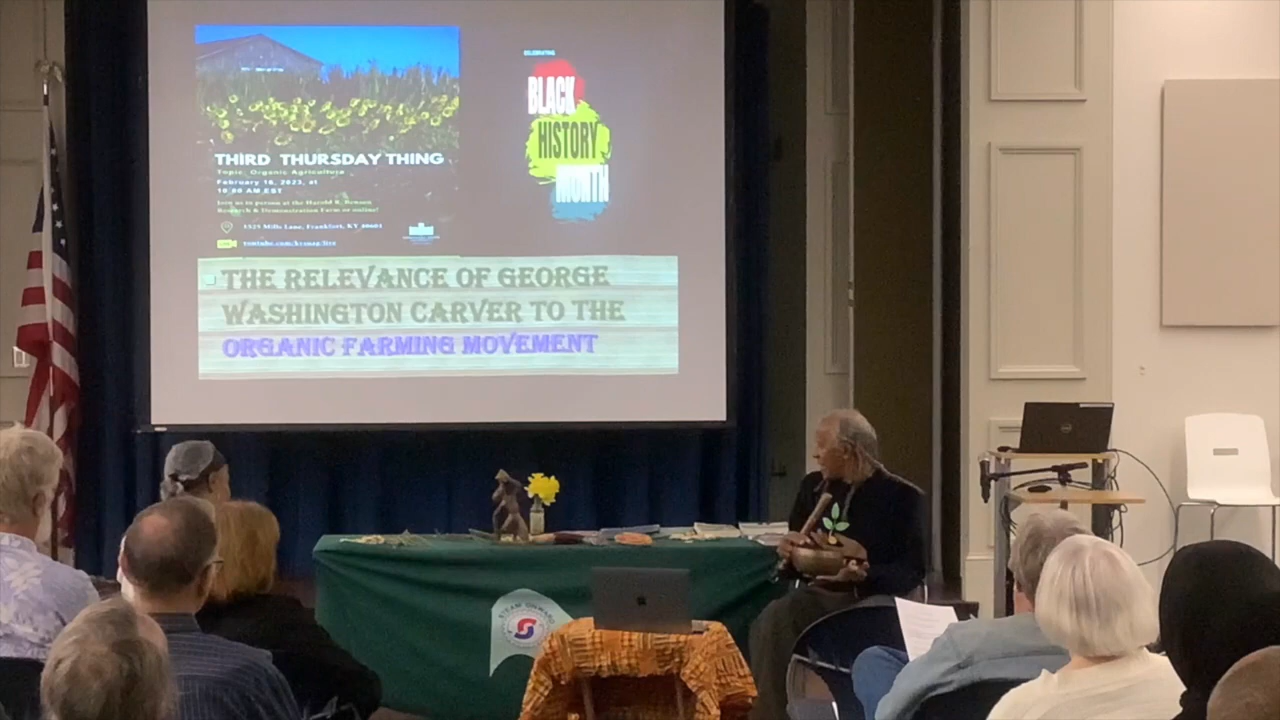 THIRD THURSDAY THING
Topic: Organic Agriculture
February 16, 2023, at
10:00 AM EST
Join us in person at the Harold R. Benson
Research & Demonstration Farm or online!
1525 Mills Lane, Frankfort, KY 40601
youtube.com/ksuag/live
CELEBRATING
BLACK
HISTORY
MONTH
THE RELEVANCE OF GEORGE
WASHINGTON CARVER TO THE
ORGANIC FARMING MOVEMENT
DELL